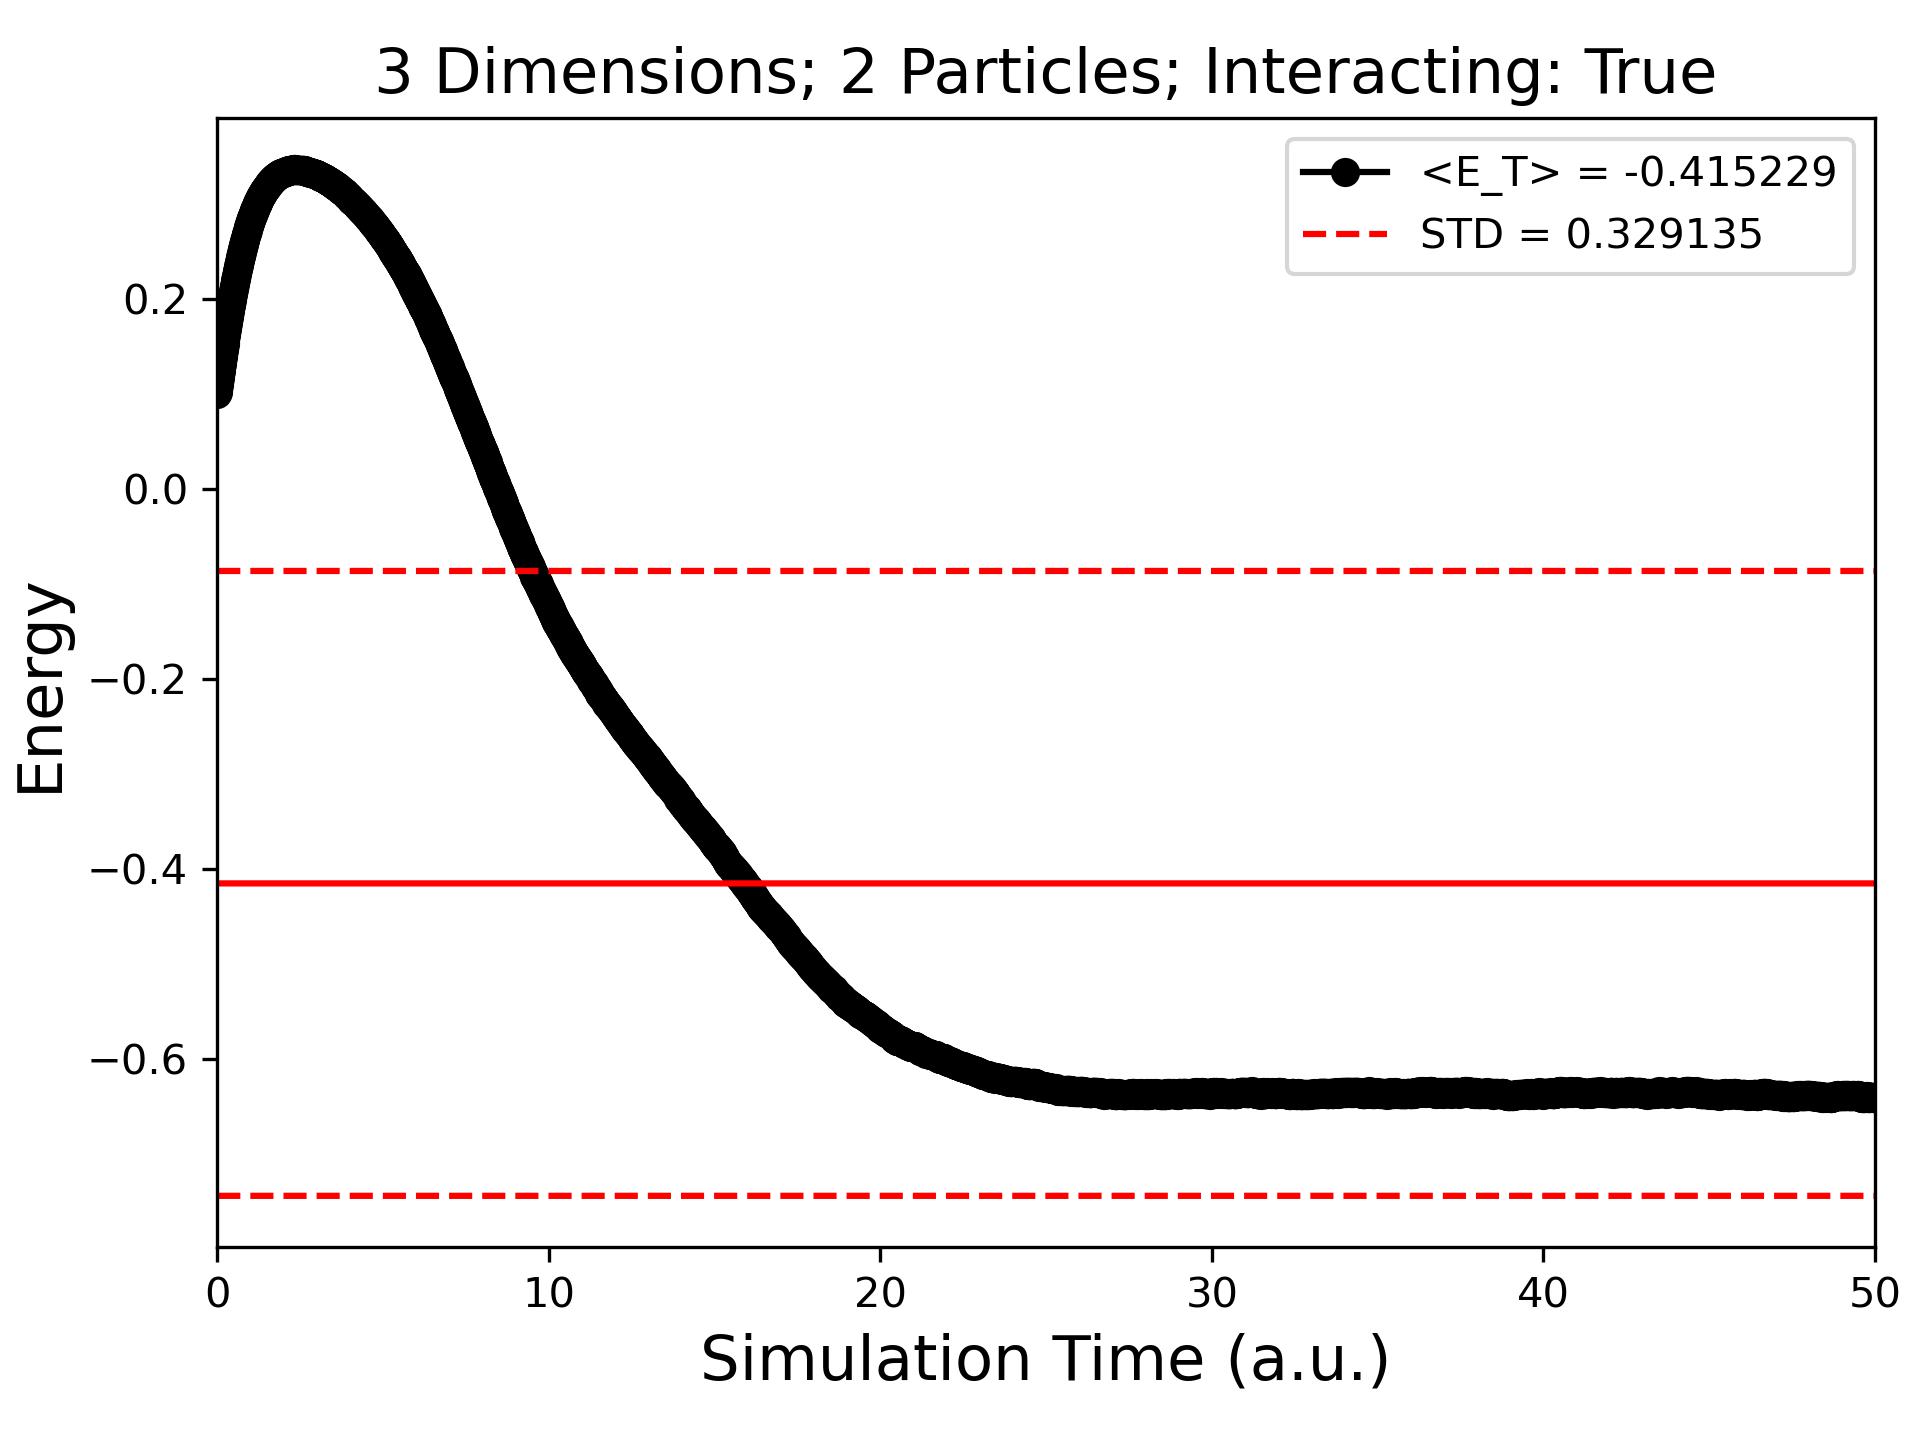 3 Dimensions; 2 Particles; Interacting: True
<E_T> = -0.415229
STD = 0.329135
Energy
0.2
0.0
−0.2
−0.4
−0.6
0 10 20 30 40 50
Simulation Time (a.u.)